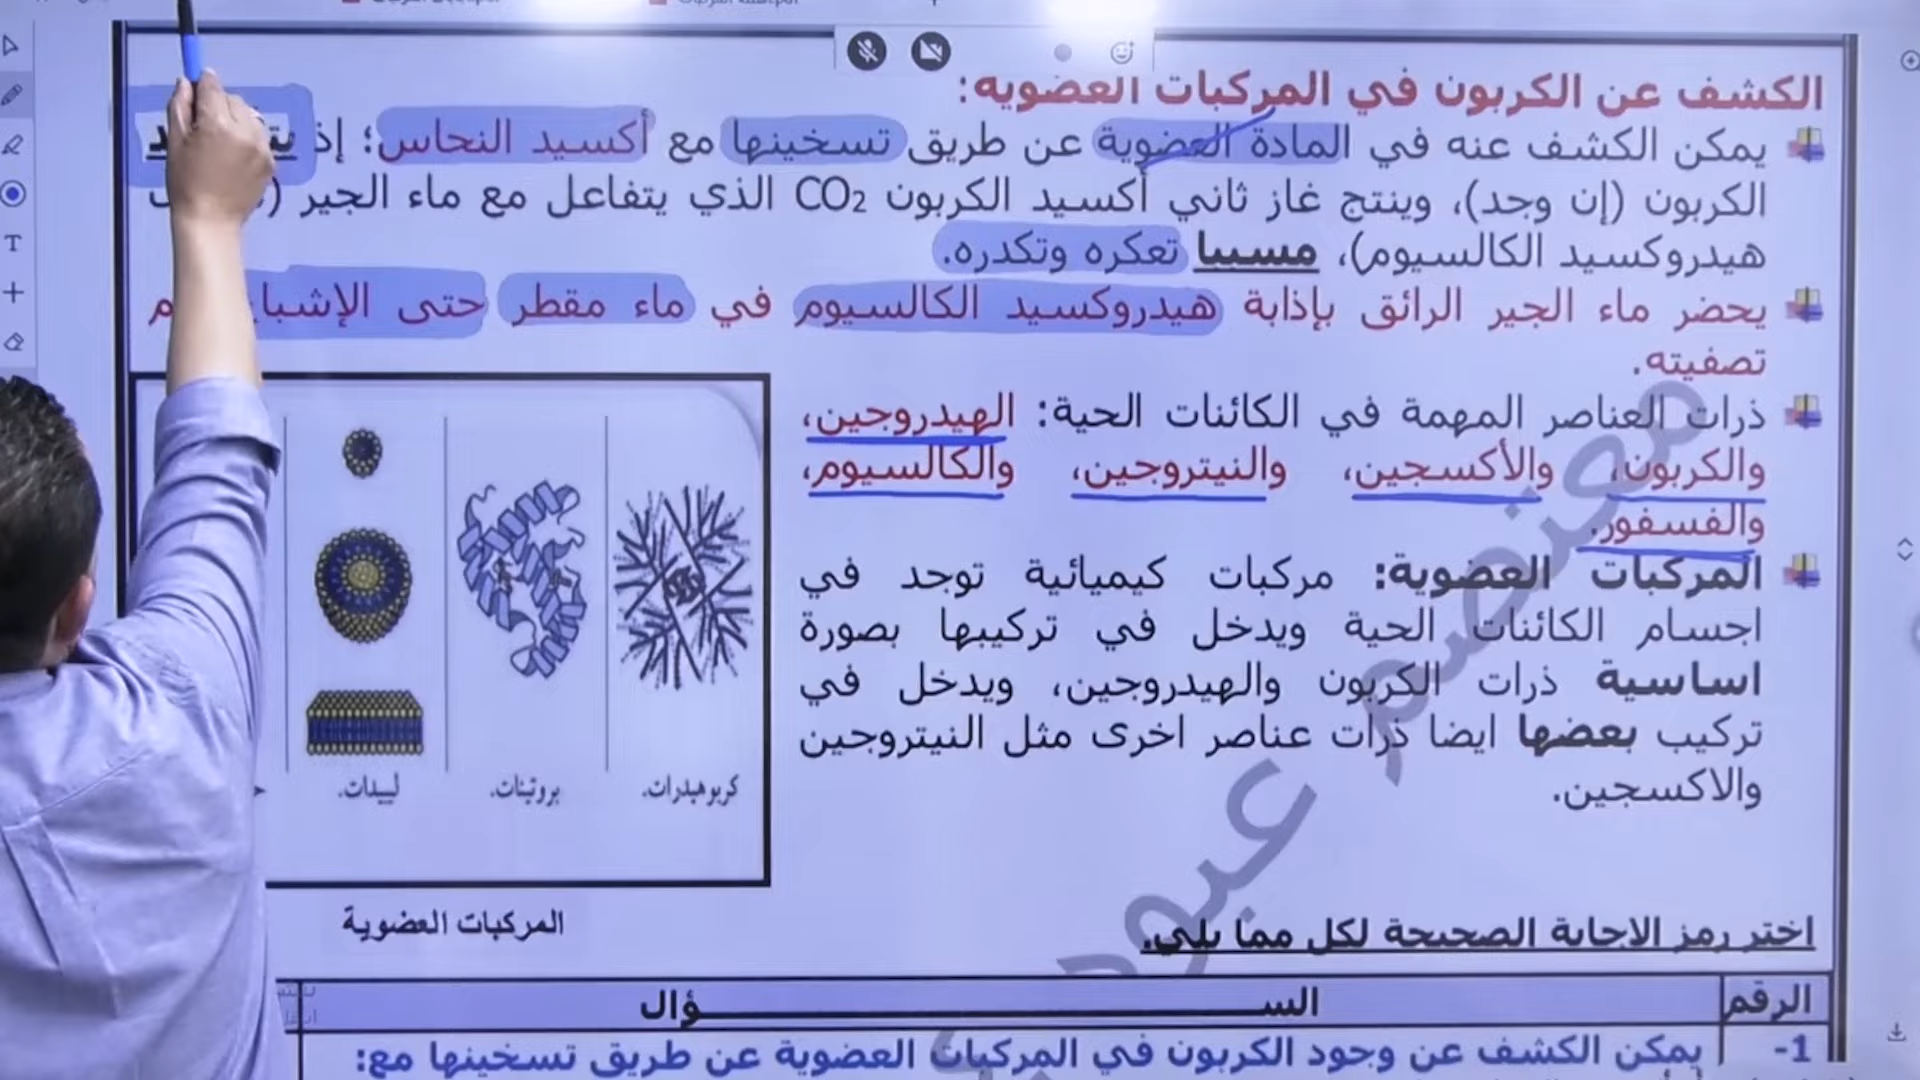 الكشف عن الكربون في المركبات العضويه:
يمكن الكشف عنه في المادة العضوية عن طريق تسخينها مع أكسيد النحاس؛ إذ
الكربون (إن وجد)، وينتج غاز ثاني أكسيد الكربون CO₂ الذي يتفاعل مع ماء الجير
هيدروكسيد الكالسيوم)، مسببا تعكره وتكدره.
يحضر ماء الجير الرائق بإذابة هيدروكسيد الكالسيوم في ماء مقطر حتى الإشباع
تصفيته.
ذرات العناصر المهمة في الكائنات الحية: الهيدروجين،
والكربون، والأكسجين، والنيتروجين، والكالسيوم،
والفسفور.
المركبات العضوية: مركبات كيميائية توجد في
اجسام الكائنات الحية ويدخل في تركيبها بصورة
اساسية ذرات الكربون والهيدروجين، ويدخل في
تركيب بعضها ايضا ذرات عناصر اخرى مثل النيتروجين
والاكسجين.
كربوهيدرات. بروتينات. ليبيدات.
المركبات العضوية
معتصم عبود
اختر رمز الاجابة الصحيحة لكل مما يلي.
الرقم الســــــــــــؤال
1- يمكن الكشف عن وجود الكربون في المركبات العضوية عن طريق تسخينها مع: